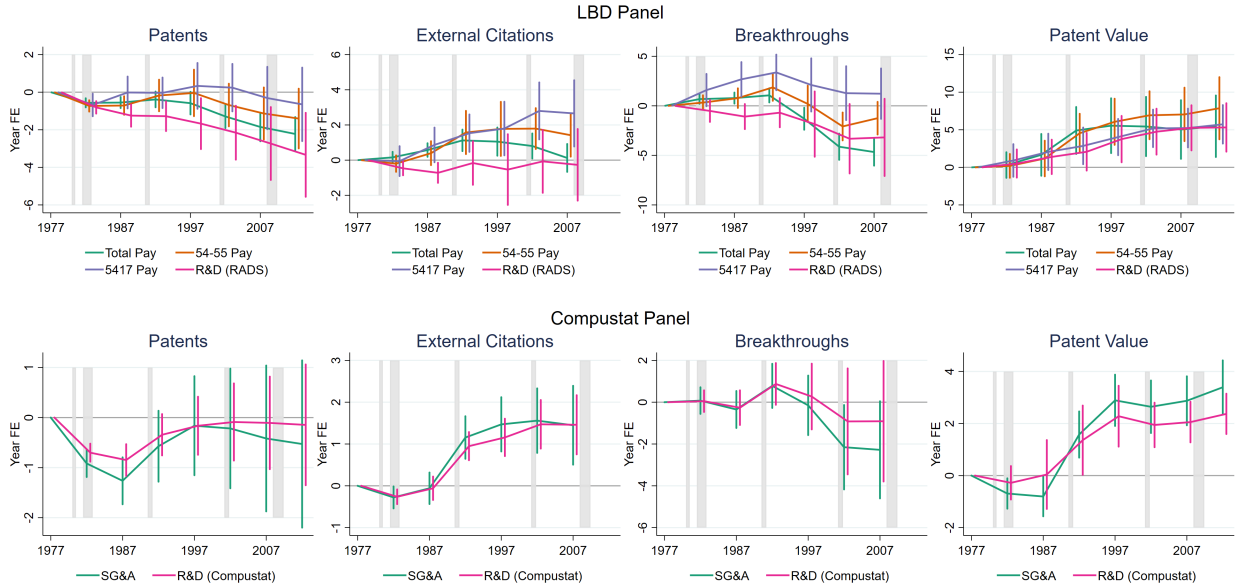 LBD Panel
Patents
External Citations
Breakthroughs
Patent Value
Year FE
2
0
-2
-4
-6
1977 1987 1997 2007
Total Pay 54-55 Pay
5417 Pay R&D (RADS)
Year FE
6
4
2
0
-2
1977 1987 1997 2007
Total Pay 54-55 Pay
5417 Pay R&D (RADS)
Year FE
5
0
-5
-10
1977 1987 1997 2007
Total Pay 54-55 Pay
5417 Pay R&D (RADS)
Year FE
15
10
5
0
-5
1977 1987 1997 2007
Total Pay 54-55 Pay
5417 Pay R&D (RADS)
Compustat Panel
Patents
External Citations
Breakthroughs
Patent Value
Year FE
1
0
-1
-2
1977 1987 1997 2007
SG&A R&D (Compustat)
Year FE
3
2
1
0
-1
1977 1987 1997 2007
SG&A R&D (Compustat)
Year FE
2
0
-2
-4
-6
1977 1987 1997 2007
SG&A R&D (Compustat)
Year FE
4
2
0
-2
1977 1987 1997 2007
SG&A R&D (Compustat)